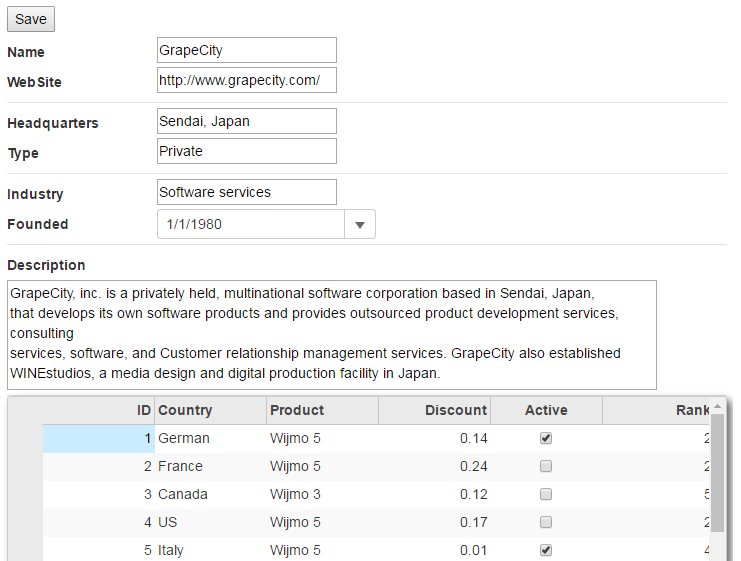 Save
Name GrapeCity
WebSite http://www.grapecity.com/
Headquarters Sendai, Japan
Type Private
Industry Software services
Founded 1/1/1980
Description
GrapeCity, inc. is a privately held, multinational software corporation based in Sendai, Japan,
that develops its own software products and provides outsourced product development services,
consulting
services, software, and Customer relationship management services. GrapeCity also established
WINEstudios, a media design and digital production facility in Japan.
ID Country Product Discount Active Rank
1 German Wijmo 5 0.14 2
2 France Wijmo 5 0.24 2
3 Canada Wijmo 3 0.12 5
4 US Wijmo 5 0.17 2
5 Italy Wijmo 5 0.01 4